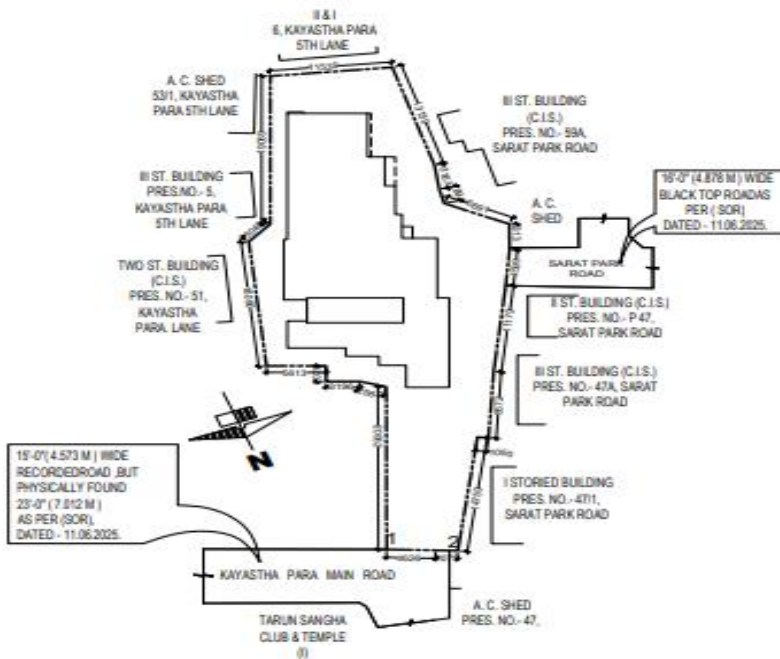 II & I
6, KAYASTHA PARA
5TH LANE
A. C. SHED
53/1, KAYASTHA
PARA 5TH LANE
III ST. BUILDING
(C.I.S.)
PRES. NO.- 59A,
SARAT PARK ROAD
III ST. BUILDING
PRES.NO.- 5,
KAYASTHA PARA
5TH LANE
A. C.
SHED
16'-0" (4.878 M ) WIDE
BLACK TOP ROADAS
PER ( SOR)
DATED - 11.06.2025.
SARAT PARK
ROAD
TWO ST. BUILDING
(C.I.S.)
PRES. NO.- 51,
KAYASTHA
PARA. LANE
II ST. BUILDING (C.I.S.)
PRES. NO.- P 47,
SARAT PARK ROAD
III ST. BUILDING (C.I.S.)
PRES. NO.- 47A, SARAT
PARK ROAD
N
15'-0"( 4.573 M ) WIDE
RECORDEDROAD ,BUT
PHYSICALLY FOUND
23'-0" ( 7.012 M )
AS PER (SOR),
DATED - 11.06.2025.
I STORIED BUILDING
PRES. NO.- 47/1,
SARAT PARK ROAD
1
2
KAYASTHA PARA MAIN ROAD
TARUN SANGHA
CLUB & TEMPLE
(I)
A. C. SHED
PRES. NO.- 47,